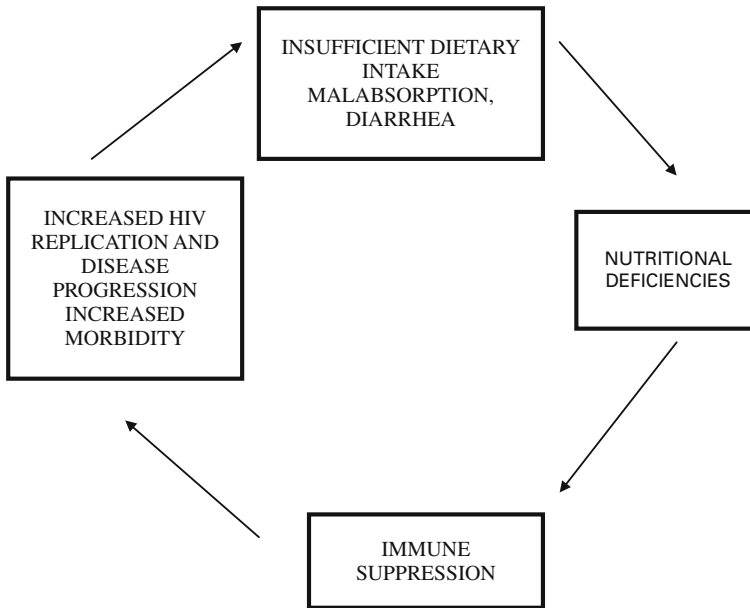 INSUFFICIENT DIETARY
INTAKE
MALABSORPTION,
DIARRHEA
NUTRITIONAL
DEFICIENCIES
IMMUNE
SUPPRESSION
INCREASED HIV
REPLICATION AND
DISEASE
PROGRESSION
INCREASED
MORBIDITY